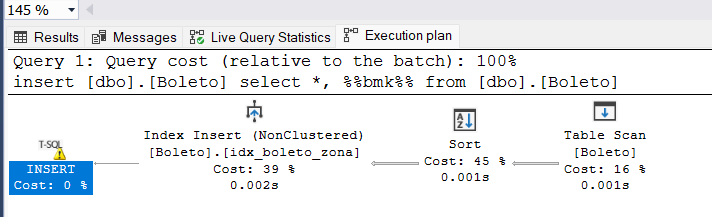 145 %
Results Messages Live Query Statistics Execution plan
Query 1: Query cost (relative to the batch): 100%
insert [dbo].[Boleto] select *, %%bmk%% from [dbo].[Boleto]
T-SQL
INSERT
Cost: 0 %
Index Insert (NonClustered)
[Boleto].[idx_boleto_zona]
Cost: 39 %
0.002s
Sort
Cost: 45 %
0.001s
Table Scan
[Boleto]
Cost: 16 %
0.001s